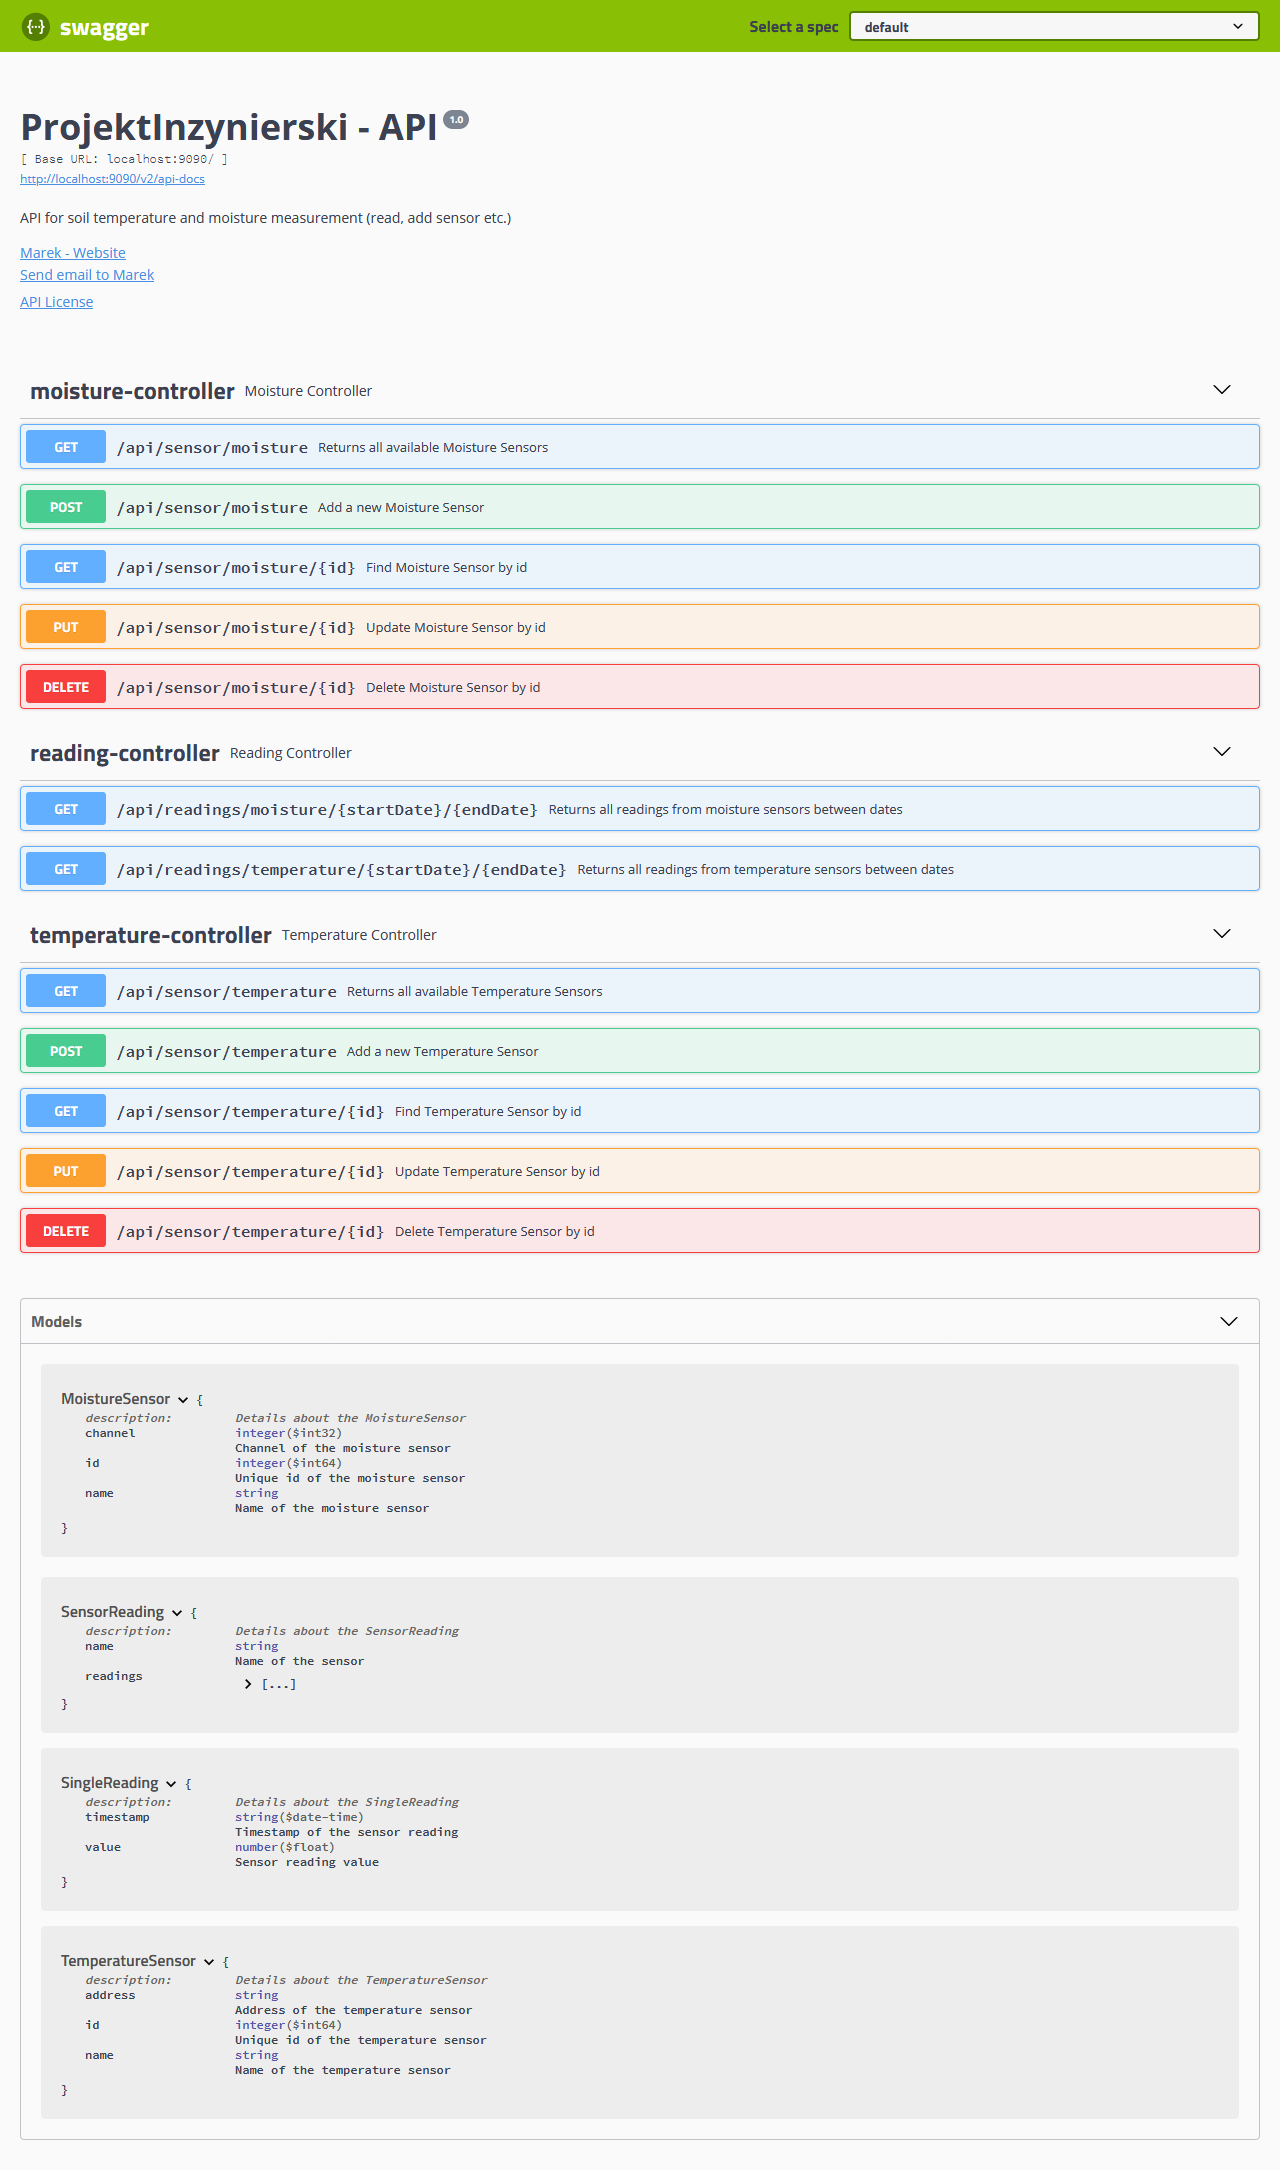 swagger
Select a spec
default
ProjektInzynierski - API 1.0
[ Base URL: localhost:9090/ ]
http://localhost:9090/v2/api-docs
API for soil temperature and moisture measurement (read, add sensor etc.)
Marek - Website
Send email to Marek
API License
moisture-controller Moisture Controller
GET /api/sensor/moisture Returns all available Moisture Sensors
POST /api/sensor/moisture Add a new Moisture Sensor
GET /api/sensor/moisture/{id} Find Moisture Sensor by id
PUT /api/sensor/moisture/{id} Update Moisture Sensor by id
DELETE /api/sensor/moisture/{id} Delete Moisture Sensor by id
reading-controller Reading Controller
GET /api/readings/moisture/{startDate}/{endDate} Returns all readings from moisture sensors between dates
GET /api/readings/temperature/{startDate}/{endDate} Returns all readings from temperature sensors between dates
temperature-controller Temperature Controller
GET /api/sensor/temperature Returns all available Temperature Sensors
POST /api/sensor/temperature Add a new Temperature Sensor
GET /api/sensor/temperature/{id} Find Temperature Sensor by id
PUT /api/sensor/temperature/{id} Update Temperature Sensor by id
DELETE /api/sensor/temperature/{id} Delete Temperature Sensor by id
Models
MoistureSensor {
description: Details about the MoistureSensor
channel integer($int32)
Channel of the moisture sensor
id integer($int64)
Unique id of the moisture sensor
name string
Name of the moisture sensor
}
SensorReading {
description: Details about the SensorReading
name string
Name of the sensor
readings
[...]
}
SingleReading {
description: Details about the SingleReading
timestamp string($date-time)
Timestamp of the sensor reading
value number($float)
Sensor reading value
}
TemperatureSensor {
description: Details about the TemperatureSensor
address string
Address of the temperature sensor
id integer($int64)
Unique id of the temperature sensor
name string
Name of the temperature sensor
}